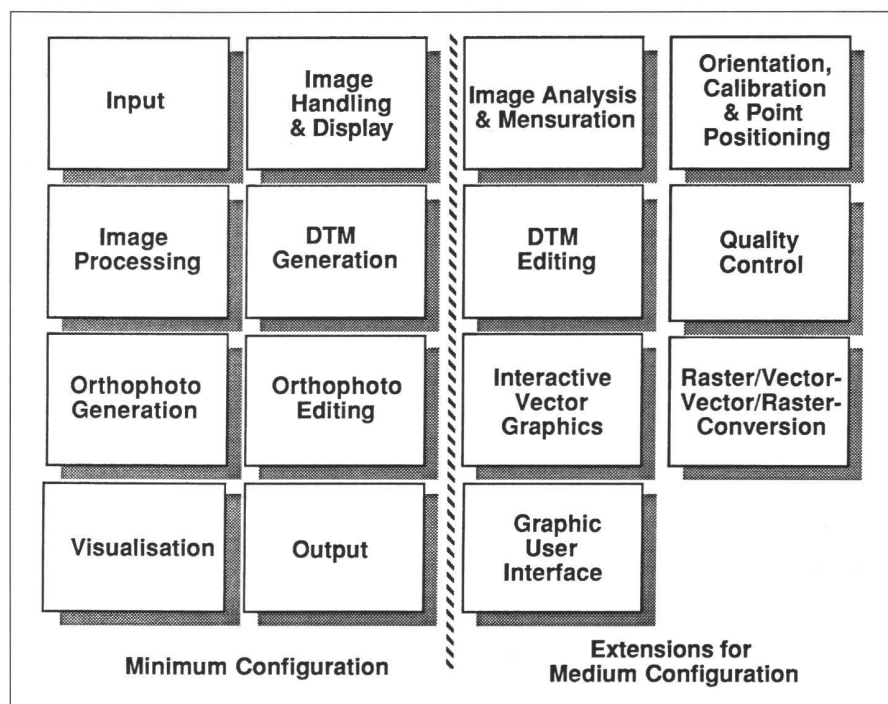 Input
Image
Handling
& Display
Image Analysis
& Mensuration
Orientation,
Calibration
& Point
Positioning
Image
Processing
DTM
Generation
DTM
Editing
Quality
Control
Orthophoto
Generation
Orthophoto
Editing
Interactive
Vector
Graphics
Raster/Vector-
Vector/Raster-
Conversion
Visualisation
Output
Graphic
User
Interface
Minimum Configuration
Extensions for
Medium Configuration